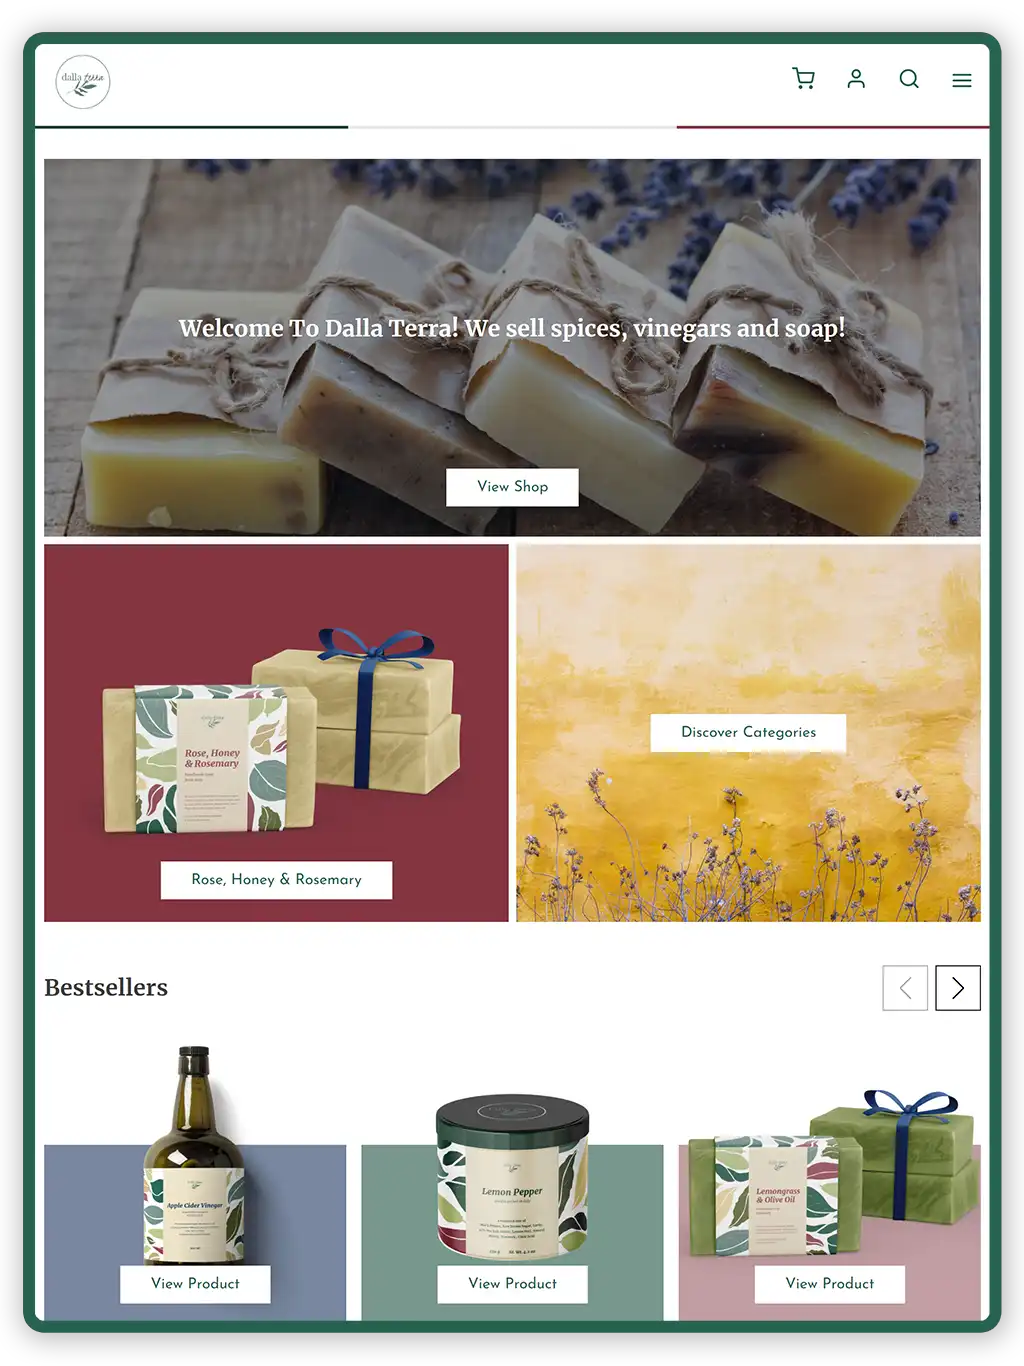 dalla terra
Welcome To Dalla Terra! We sell spices, vinegars and soap!
View Shop
Rose, Honey
& Rosemary
Rose, Honey & Rosemary
Discover Categories
Bestsellers
Apple Cider Vinegar
View Product
Lemon Pepper
View Product
Lemongrass
& Olive Oil
View Product